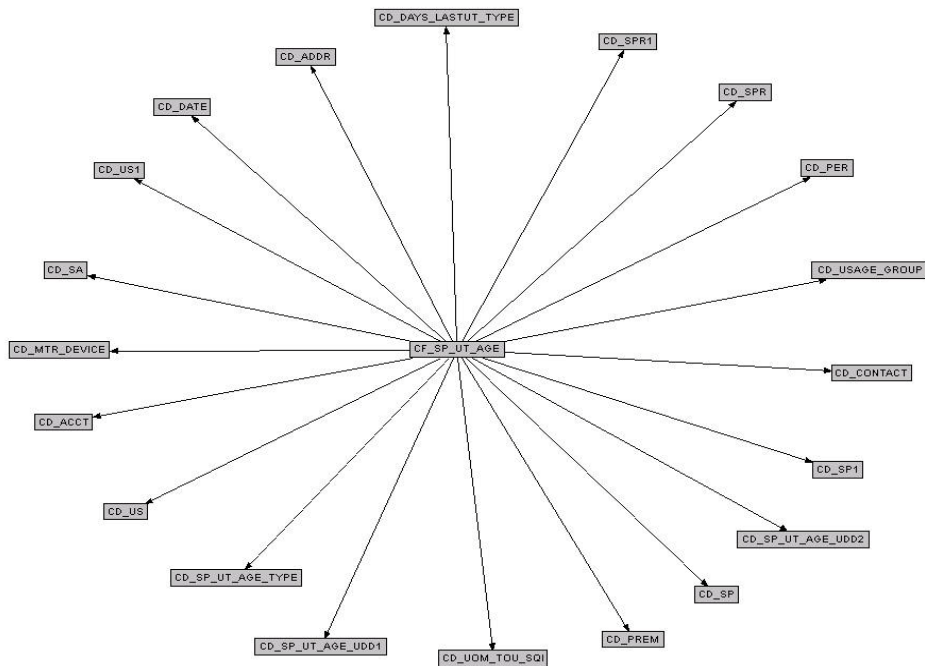 CD_DAYS_LASTUT_TYPE
CD_SPR1
CD_ADDR
CD_SPR
CD_DATE
CD_PER
CD_US1
CD_SA
CD_USAGE_GROUP
CF_SP_UT_AGE
CD_MTR_DEVICE
CD_CONTACT
CD_ACCT
CD_SP1
CD_US
CD_SP_UT_AGE_UDD2
CD_SP_UT_AGE_TYPE
CD_SP
CD_PREM
CD_SP_UT_AGE_UDD1
CD_UOM_TOU_SQI